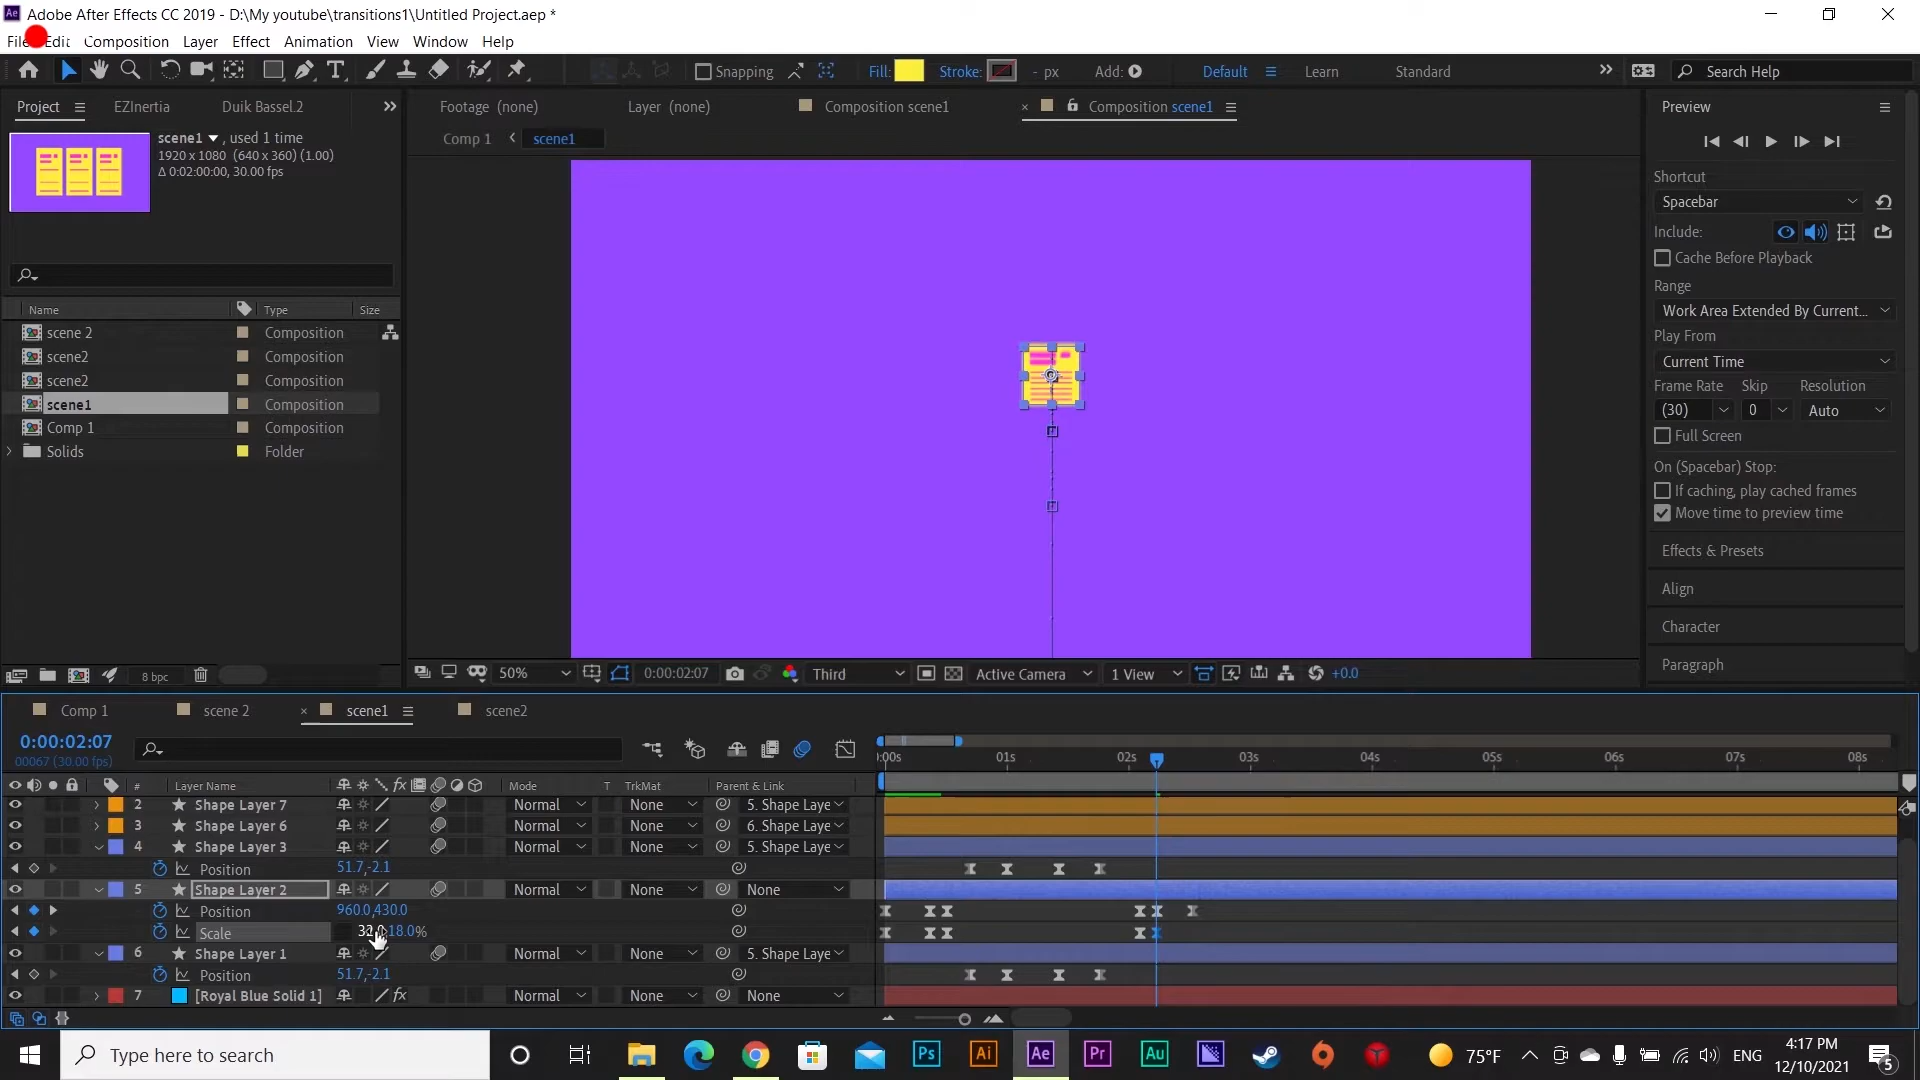 Adobe After Effects CC 2019 - D:\My youtube\transitions1\Untitled Project.aep *
File Edit Composition Layer Effect Animation View Window Help
Snapping Fill: Stroke: - px Add: Default Learn Standard Search Help
Project EZInertia Duik Bassel.2 Footage (none) Layer (none) Composition scene1 Composition scene1 Preview
scene1 , used 1 time
1920 x 1080 (640 x 360) (1.00)
Δ 0:02:00:00, 30.00 fps
Comp 1 scene1
Shortcut
Spacebar
Include:
Cache Before Playback
Range
Work Area Extended By Current...
Play From
Current Time
Frame Rate Skip Resolution
(30) 0 Auto
Full Screen
On (Spacebar) Stop:
If caching, play cached frames
Move time to preview time
Effects & Presets
Align
Character
Paragraph
Name Type Size
scene 2 Composition
scene2 Composition
scene2 Composition
scene1 Composition
Comp 1 Composition
Solids Folder
8 bpc 50% 0:00:02:07 Third Active Camera 1 View +0.0
Comp 1 scene 2 scene1 scene2
0:00:02:07
00067 (30.00 fps)
:00s 01s 02s 03s 04s 05s 06s 07s 08s
# Layer Name Mode T TrkMat Parent & Link
2 Shape Layer 7 Normal None 5. Shape Laye
3 Shape Layer 6 Normal None 6. Shape Laye
4 Shape Layer 3 Normal None 5. Shape Laye
Position 51.7,-2.1
5 Shape Layer 2 Normal None None
Position 960.0,430.0
Scale 18.0%
6 Shape Layer 1 Normal None 5. Shape Laye
Position 51.7,-2.1
7 [Royal Blue Solid 1] Normal None None
Type here to search Ps Ai Ae Pr Au 75°F ENG 4:17 PM
12/10/2021 5